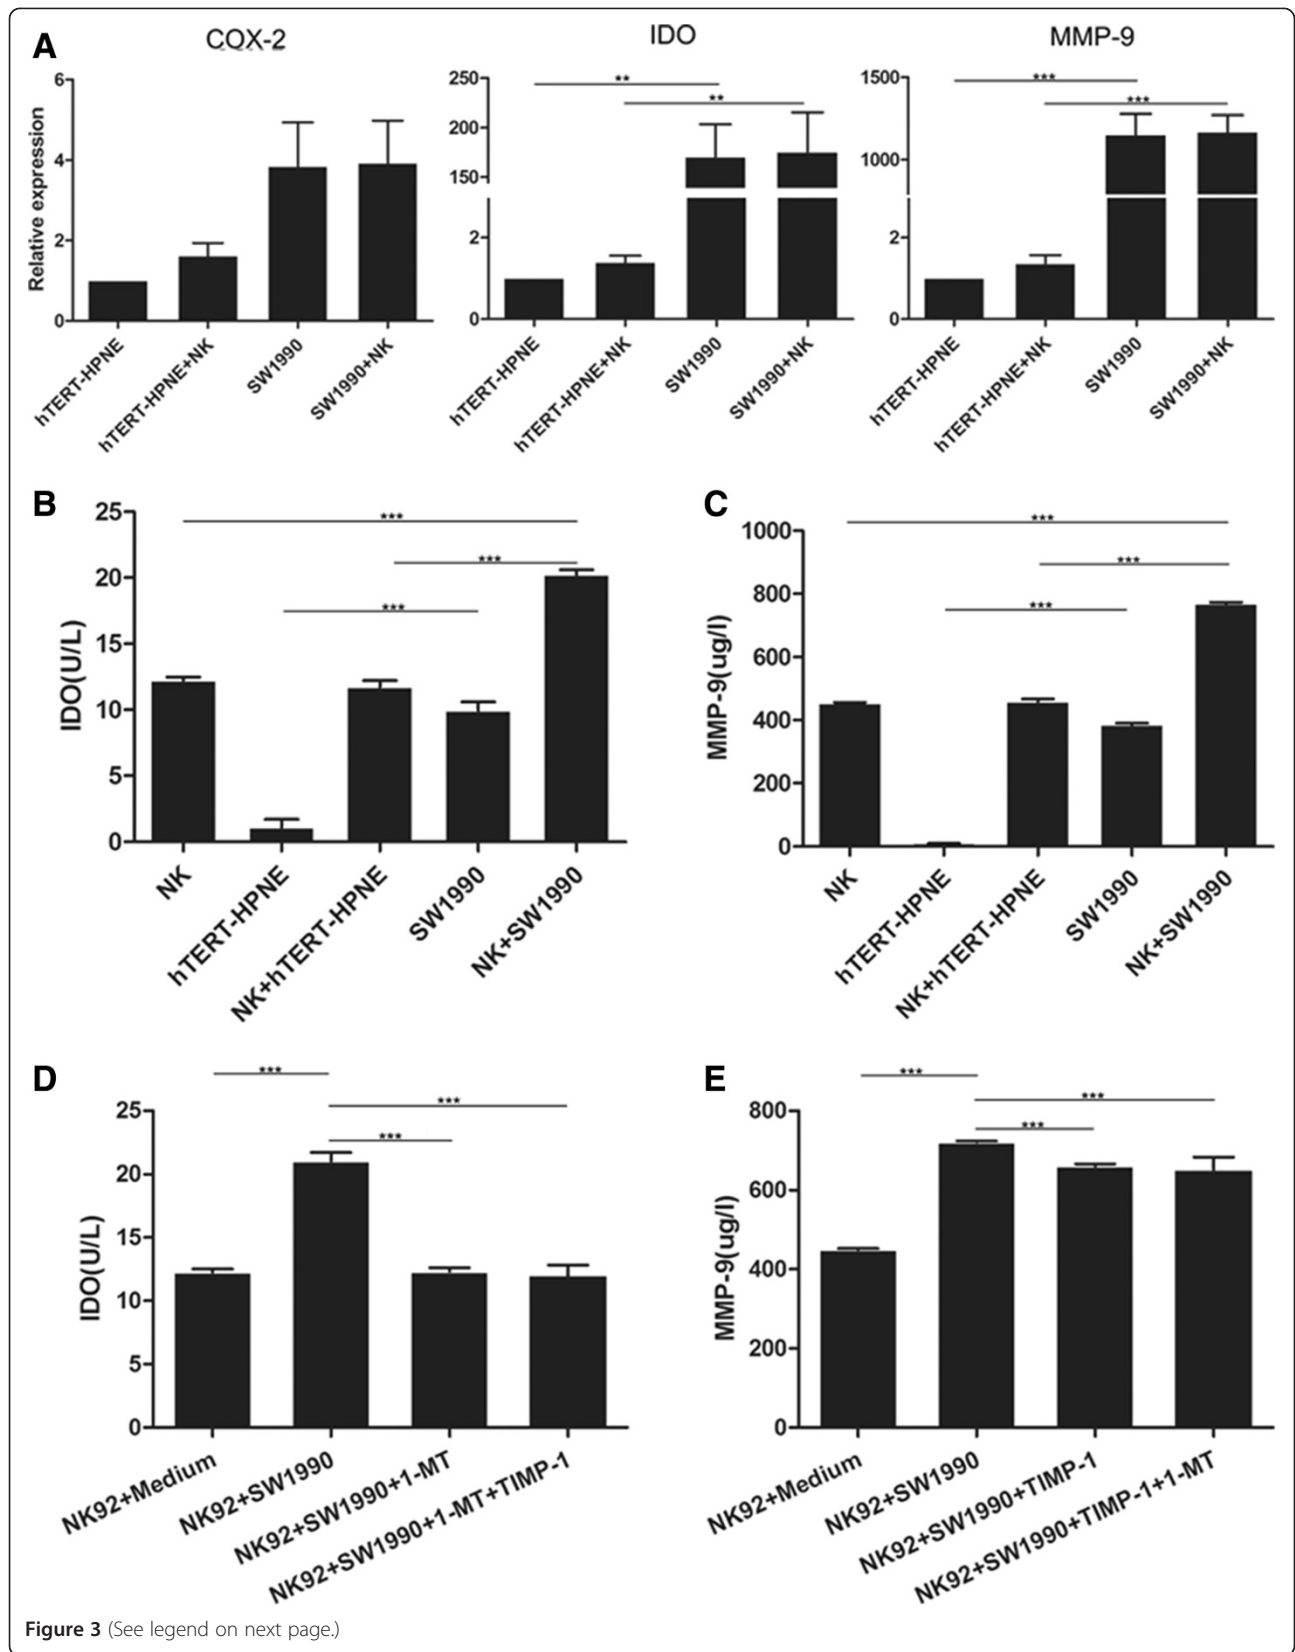 A
COX-2
IDO
MMP-9
Relative expression
6
4
2
0
hTERT-HPNE
hTERT-HPNE+NK
SW1990
SW1990+NK
250
200
150
2
0
**
**
hTERT-HPNE
hTERT-HPNE+NK
SW1990
SW1990+NK
1500
1000
2
0
***
***
hTERT-HPNE
hTERT-HPNE+NK
SW1990
SW1990+NK
B
IDO(U/L)
25
20
15
10
5
0
***
***
***
NK
hTERT-HPNE
NK+hTERT-HPNE
SW1990
NK+SW1990
C
MMP-9(ug/l)
1000
800
600
400
200
0
***
***
***
NK
hTERT-HPNE
NK+hTERT-HPNE
SW1990
NK+SW1990
D
IDO(U/L)
25
20
15
10
5
0
***
***
***
NK92+Medium
NK92+SW1990
NK92+SW1990+1-MT
NK92+SW1990+1-MT+TIMP-1
E
MMP-9(ug/l)
800
600
400
200
0
***
***
***
NK92+Medium
NK92+SW1990
NK92+SW1990+TIMP-1
NK92+SW1990+TIMP-1+1-MT
Figure 3 (See legend on next page.)